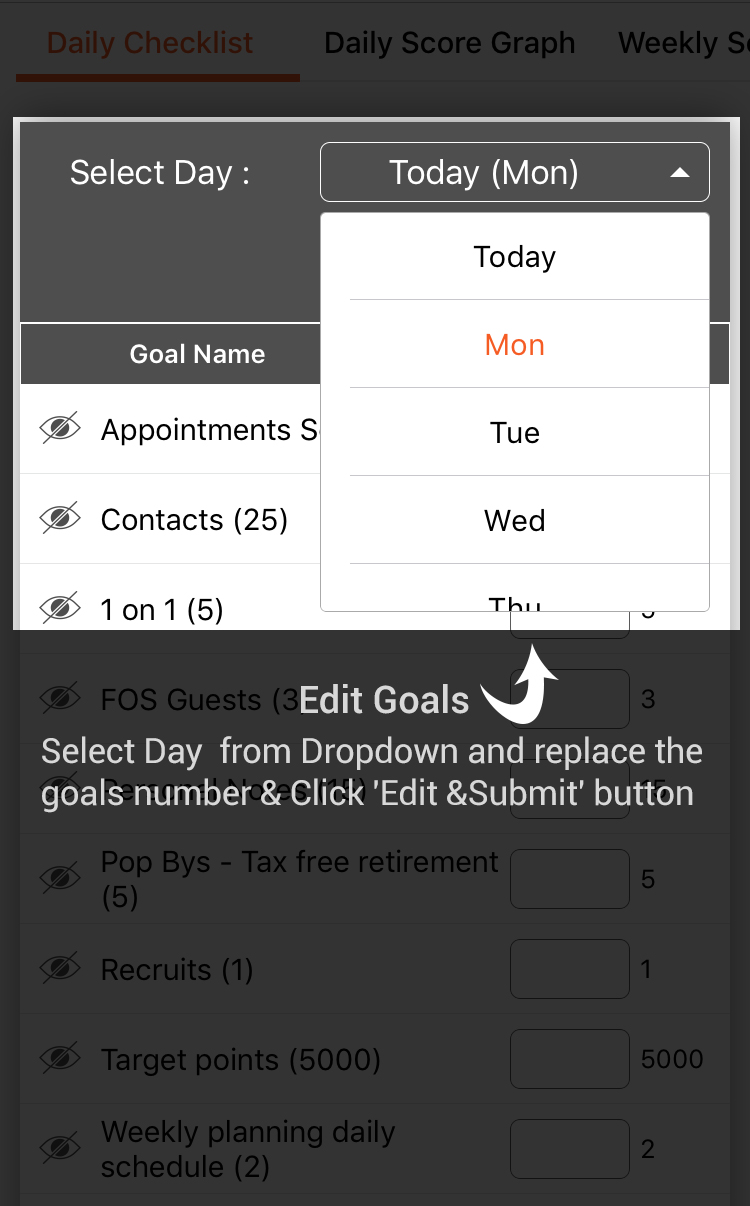 Daily Checklist Daily Score Graph Weekly
Select Day : Today (Mon)
Today
Mon
Goal Name
Tue
Appointments
Wed
Contacts (25)
Thu
1 on 1 (5)
FOS Guests 3
Edit Goals
Select Day from Dropdown and replace the
goals number & Click 'Edit &Submit' button
Personal Notes (15) 15
Pop Bys - Tax free retirement
(5) 5
Recruits (1) 1
Target points (5000) 5000
Weekly planning daily
schedule (2) 2